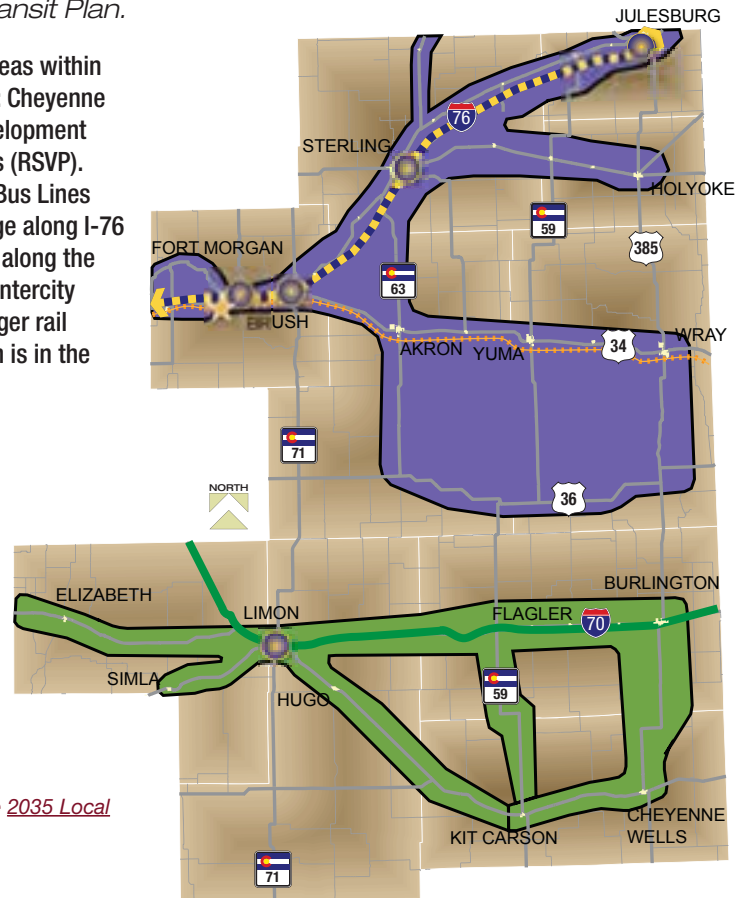 ansit Plan.
eas within
: Cheyenne
elopment
s (RSVP).
Bus Lines
ge along I-76
along the
ntercity
ger rail
n is in the
2035 Local
JULESBURG
76
STERLING
HOLYOKE
59
385
FORT MORGAN
63
BRUSH
AKRON
YUMA
34
WRAY
71
NORTH
36
ELIZABETH
LIMON
FLAGLER
BURLINGTON
70
SIMLA
HUGO
59
KIT CARSON
CHEYENNE
WELLS
71